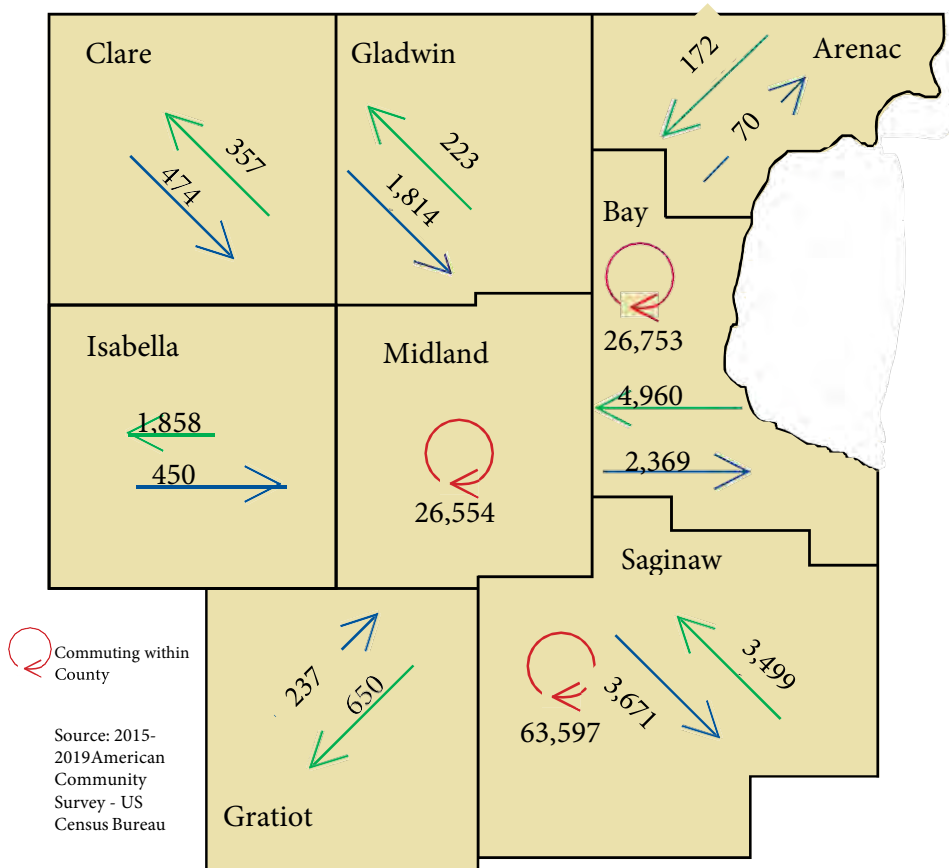 Clare
Gladwin
Arenac
172
70
357
474
223
1,814
Bay
26,753
4,960
2,369
Isabella
1,858
450
Midland
26,554
Saginaw
3,499
3,671
63,597
237
650
Gratiot
Commuting within
County
Source: 2015-
2019American
Community
Survey - US
Census Bureau